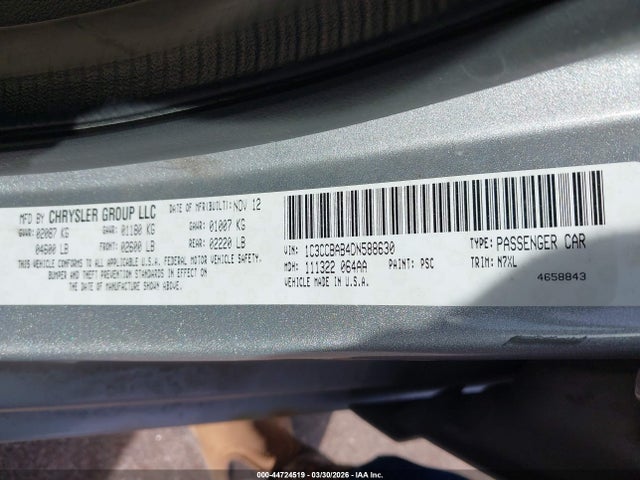 MFD BY CHRYSLER GROUP LLC DATE OF MFR(BUILT): NOV 12
GVWR: 02087 KG GAWR: 01180 KG GAWR: 01007 KG
04600 LB FRONT: 02600 LB REAR: 02220 LB
THIS VEHICLE CONFORMS TO ALL APPLICABLE U.S.A. FEDERAL MOTOR VEHICLE SAFETY,
BUMPER AND THEFT PREVENTION STANDARDS IN EFFECT ON
THE DATE OF MANUFACTURE SHOWN ABOVE.
VIN: 1C3CCBAB4DN588630 TYPE: PASSENGER CAR
MDH: 111322 064AA PAINT: PSC TRIM: N7XL
VEHICLE MADE IN U.S.A. 4658843
000-44724519 | 03/30/2026 | IAA Inc.